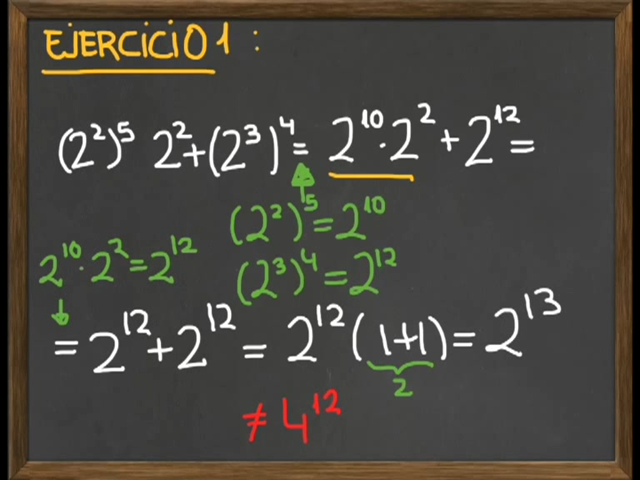 EJERCICIO 1 :
(2²)⁵ 2² + (2³)⁴ = 2¹⁰ · 2² + 2¹² =
(2²)⁵ = 2¹⁰
2¹⁰ · 2² = 2¹²
(2³)⁴ = 2¹²
= 2¹² + 2¹² = 2¹² (1+1) = 2¹³
2
≠ 4¹²